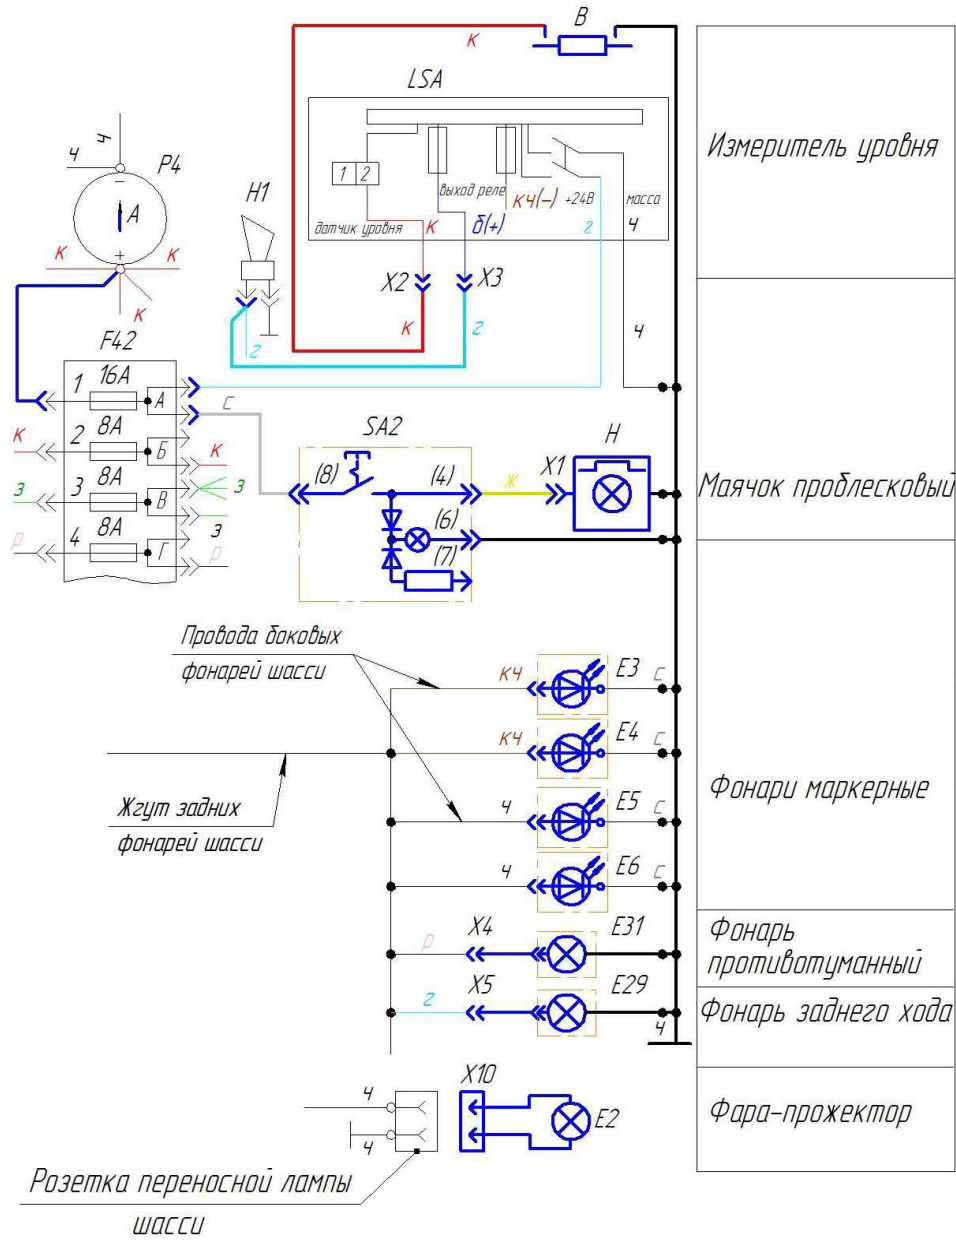 В
к
LSA
Измеритель уровня
ч
ч
Р4
Н1
1 2
выход реле
кч(-)
+24В
масса
датчик уровня
к
б(+)
г
ч
–
А
+
к
к
к
Х2
Х3
к
г
г
ч
F42
1
16А
А
с
к
2
8А
Б
к
з
3
8А
В
з
з
р
4
8А
Г
р
SA2
(8)
(4)
(6)
(7)
ж
Х1
Н
Маячок проблесковый
Провода боковых
фонарей шасси
кч
Е3
с
кч
Е4
с
Жгут задних
фонарей шасси
ч
Е5
с
Фонари маркерные
ч
Е6
с
р
Х4
Е31
Фонарь
противотуманный
г
Х5
Е29
ч
Фонарь заднего хода
ч
ч
Х10
Е2
Фара-прожектор
Розетка переносной лампы
шасси